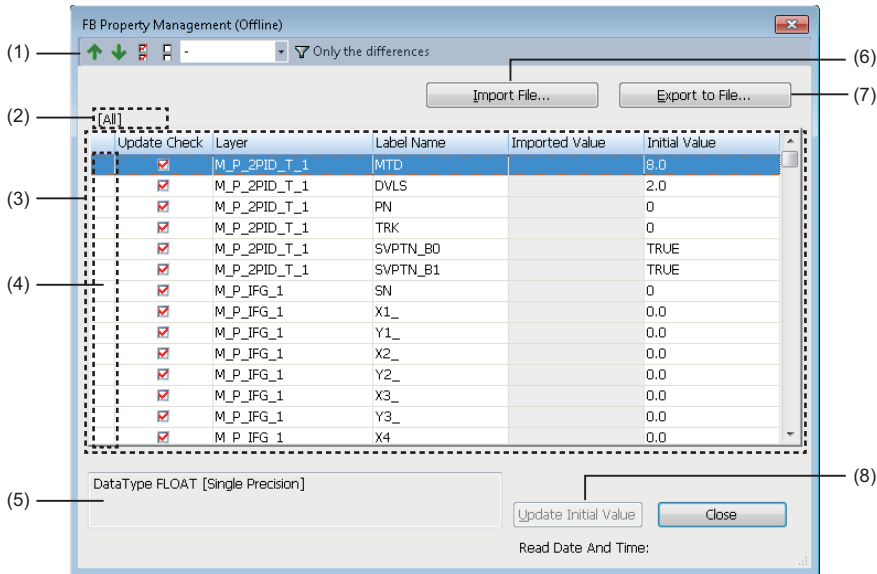 FB Property Management (Offline)
(1)
- Only the differences
(6)
Import File... Export to File...
(7)
(2)
[All]
Update Check Layer Label Name Imported Value Initial Value
M_P_2PID_T_1 MTD 8.0
M_P_2PID_T_1 DVLS 2.0
(3)
M_P_2PID_T_1 PN 0
M_P_2PID_T_1 TRK 0
M_P_2PID_T_1 SVPTN_B0 TRUE
M_P_2PID_T_1 SVPTN_B1 TRUE
(4)
M_P_IFG_1 SN 0
M_P_IFG_1 X1_ 0.0
M_P_IFG_1 Y1_ 0.0
M_P_IFG_1 X2_ 0.0
M_P_IFG_1 Y2_ 0.0
M_P_IFG_1 X3_ 0.0
M_P_IFG_1 Y3_ 0.0
M P IFG 1 X4 0.0
(8)
DataType FLOAT [Single Precision]
(5)
Update Initial Value Close
Read Date And Time: